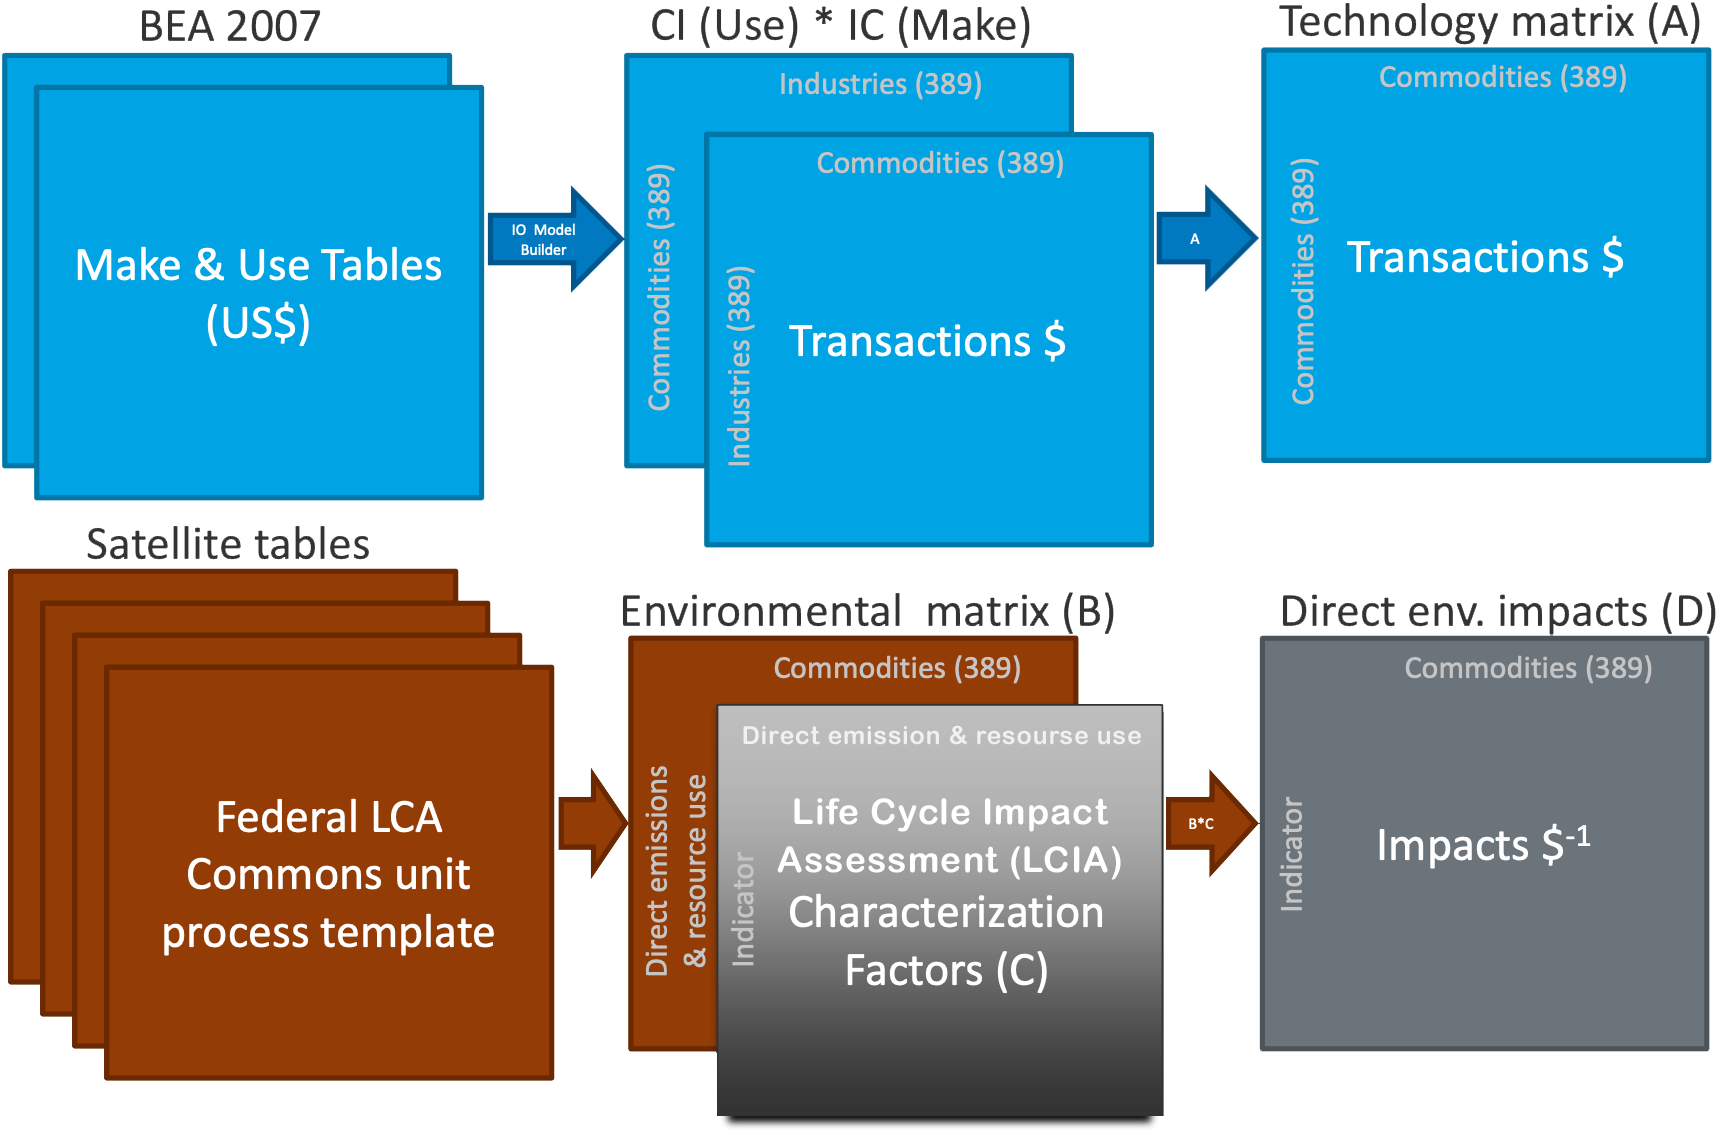 BEA 2007
Make & Use Tables
(US$)
IO Model
Builder
CI (Use) * IC (Make)
Industries (389)
Commodities (389)
Commodities (389)
Industries (389)
Transactions $
A
Technology matrix (A)
Commodities (389)
Commodities (389)
Transactions $
Satellite tables
Federal LCA
Commons unit
process template
Environmental matrix (B)
Commodities (389)
Direct emissions
& resource use
Direct emission & resourse use
Indicator
Life Cycle Impact
Assessment (LCIA)
Characterization
Factors (C)
B*C
Direct env. impacts (D)
Commodities (389)
Indicator
Impacts $-1